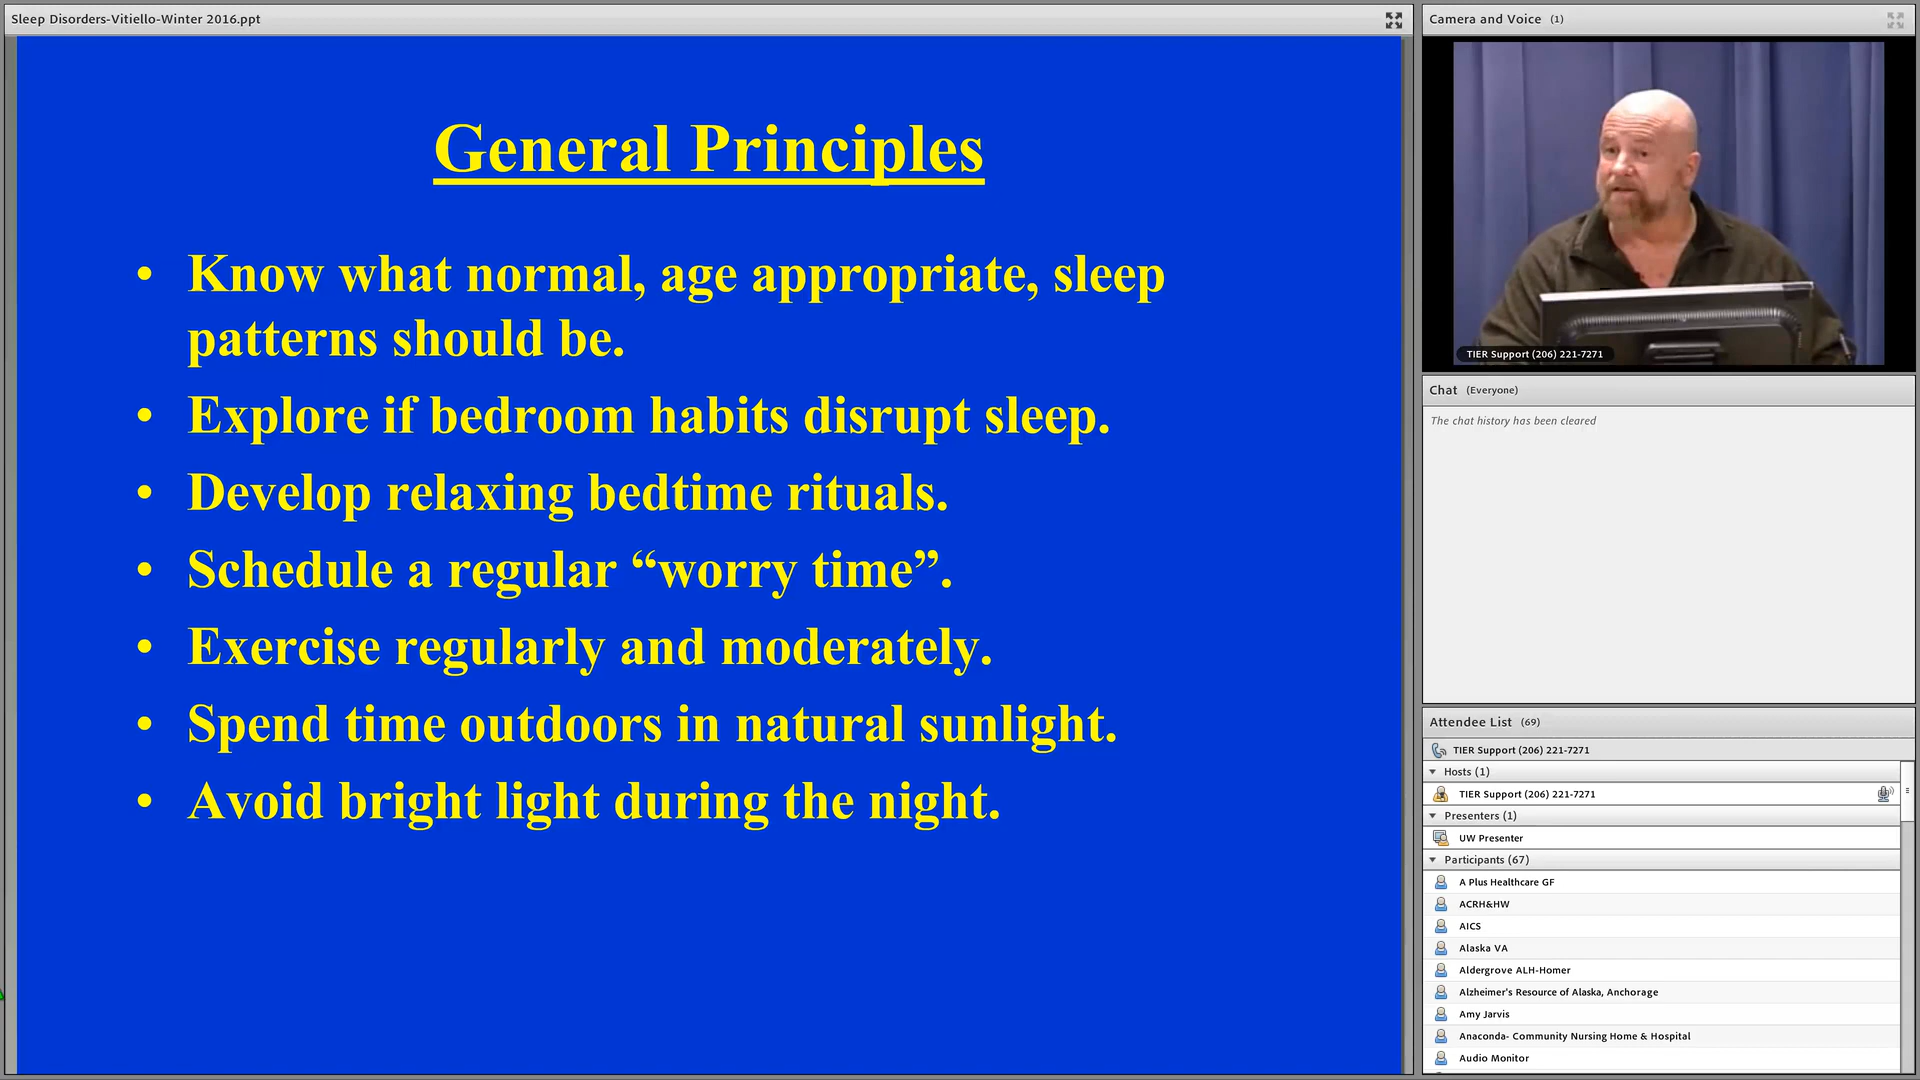 Sleep Disorders-Vitiello-Winter 2016.ppt
General Principles
• Know what normal, age appropriate, sleep
patterns should be.
• Explore if bedroom habits disrupt sleep.
• Develop relaxing bedtime rituals.
• Schedule a regular “worry time”.
• Exercise regularly and moderately.
• Spend time outdoors in natural sunlight.
• Avoid bright light during the night.
Camera and Voice (1)
TIER Support (206) 221-7271
Chat (Everyone)
The chat history has been cleared
Attendee List (69)
TIER Support (206) 221-7271
Hosts (1)
TIER Support (206) 221-7271
Presenters (1)
UW Presenter
Participants (67)
A Plus Healthcare GF
ACRH&HW
AICS
Alaska VA
Aldergrove ALH-Homer
Alzheimer's Resource of Alaska, Anchorage
Amy Jarvis
Anaconda- Community Nursing Home & Hospital
Audio Monitor